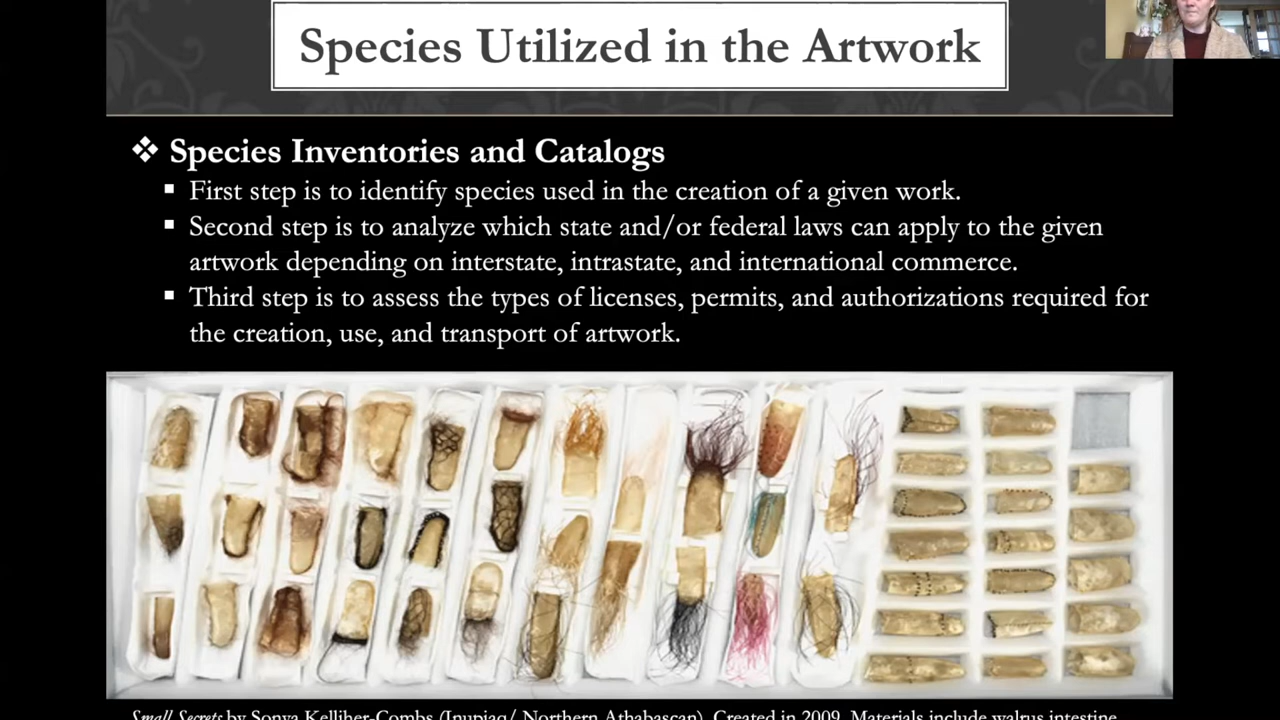 Species Utilized in the Artwork
❖ Species Inventories and Catalogs
▪ First step is to identify species used in the creation of a given work.
▪ Second step is to analyze which state and/or federal laws can apply to the given
artwork depending on interstate, intrastate, and international commerce.
▪ Third step is to assess the types of licenses, permits, and authorizations required for
the creation, use, and transport of artwork.
Small Secrets by Sonya Kelliher-Combs (Inupiaq/ Northern Athabascan). Created in 2009. Materials include walrus intestine,